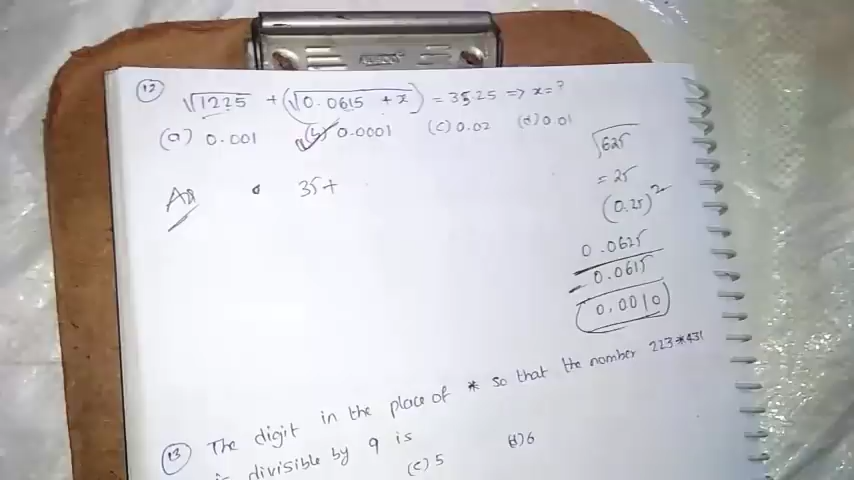 12 √1225 + (√0.0615 + x) = 35.25 => x = ?
(a) 0.001 (b) 0.0001 (c) 0.02 (d) 0.01
35+
√625
= 25
(0.25)²
0.0625
0.0615
0.0010
13 The digit in the place of * so that the number 223*431
is divisible by 9 is
(c) 5 (d) 6